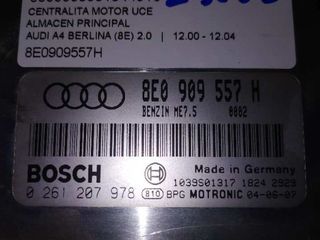 CENTRALITA MOTOR UCE
ALMACEN PRINCIPAL
AUDI A4 BERLINA (8E) 2.0 | 12.00 - 12.04
8E0909557H
8E0 909 557 H
BENZIN ME7.5 0002
BOSCH
Made in Germany
1039S01317 1824 2929
0 261 207 978 810 BPG MOTRONIC 04-06-07